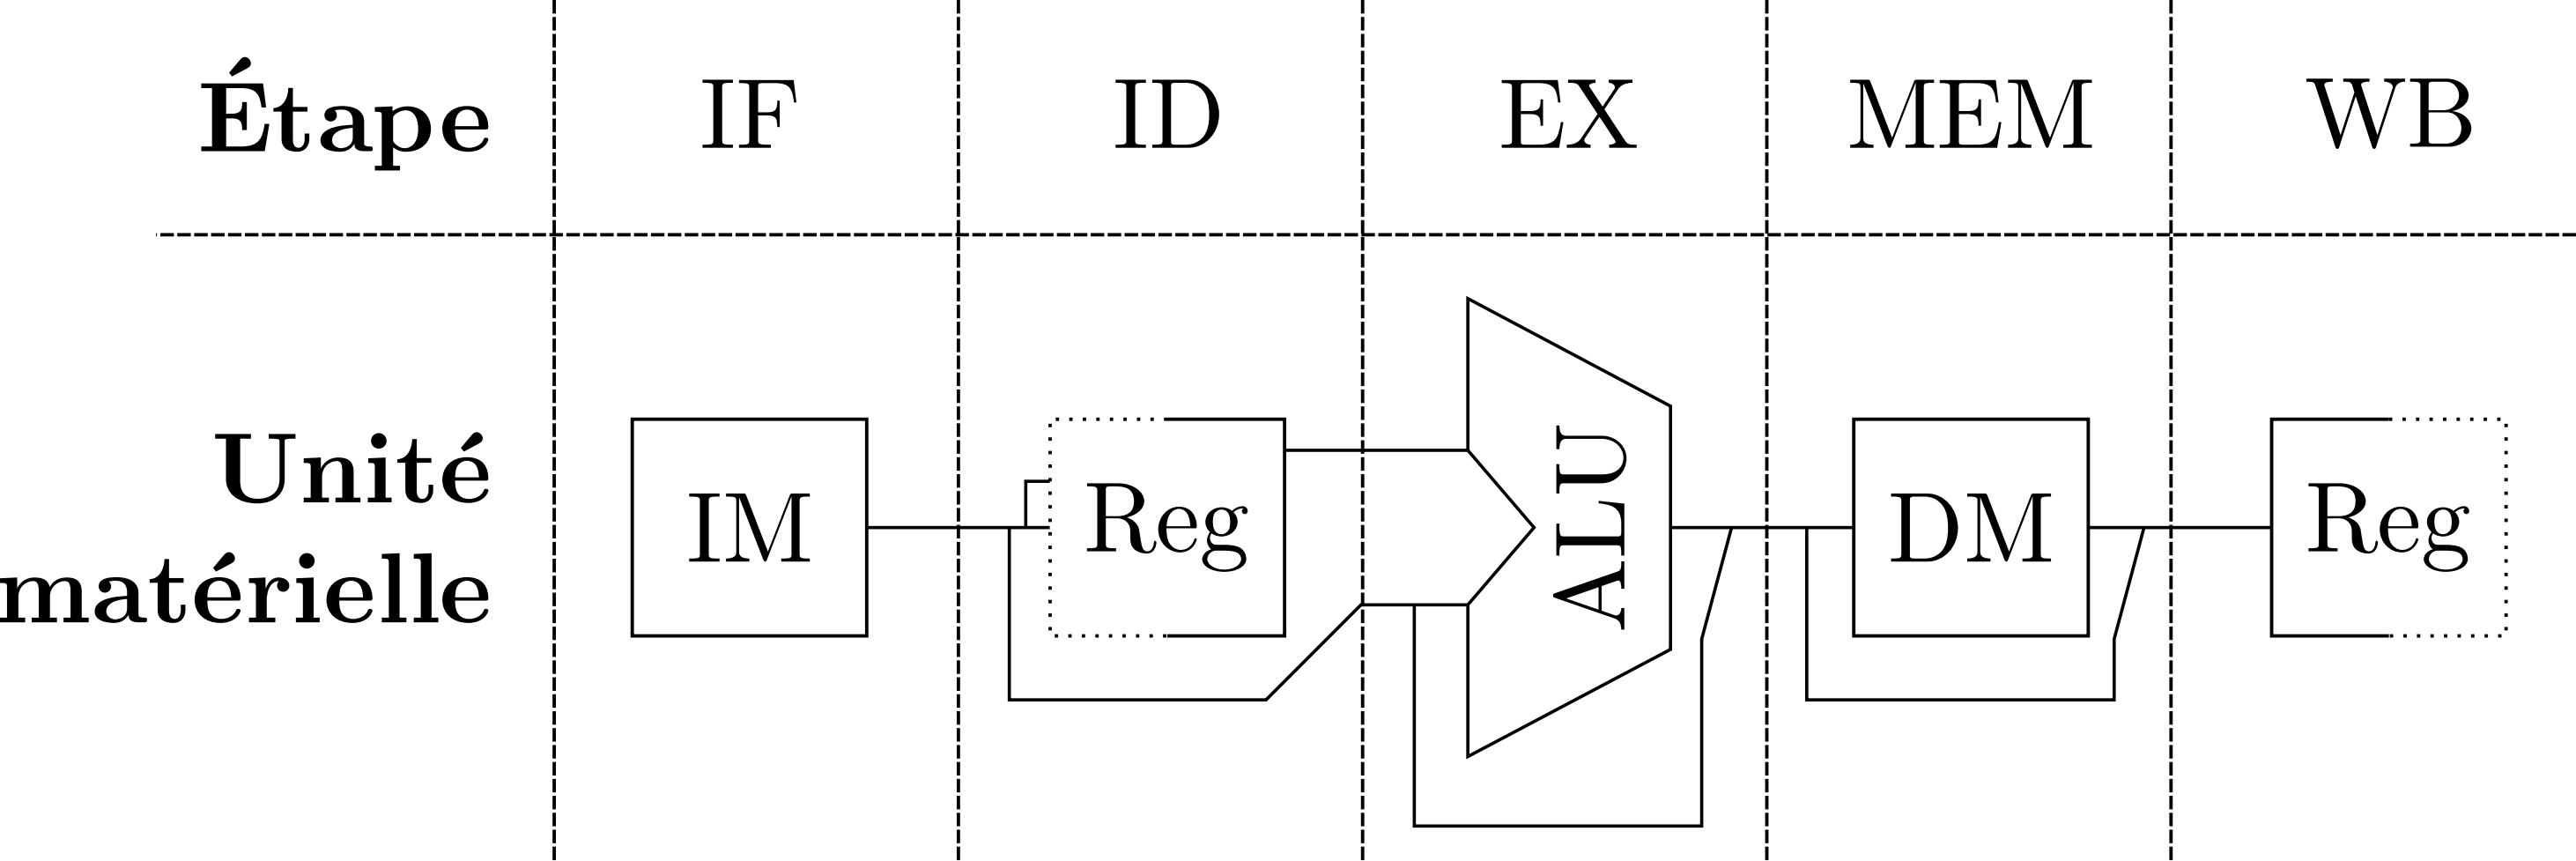 Étape IF ID EX MEM WB
Unité
matérielle
IM Reg ALU DM Reg